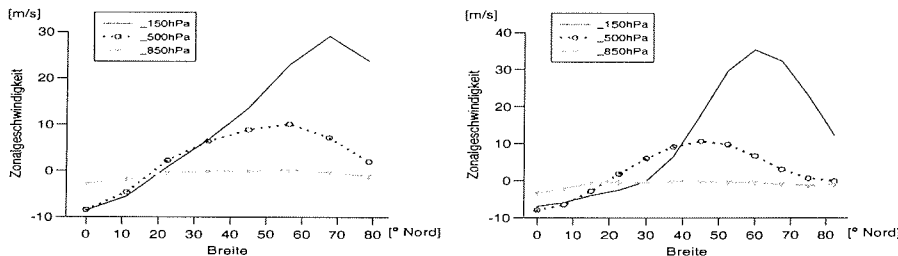 [m/s]
_150hPa
_500hPa
_850hPa
30
20
10
0
-10
Zonalgeschwindigkeit
0 10 20 30 40 50 60 70 80
[° Nord]
Breite
[m/s]
_150hPa
_500hPa
_850hPa
40
30
20
10
0
-10
Zonalgeschwindigkeit
0 10 20 30 40 50 60 70 80
[° Nord]
Breite